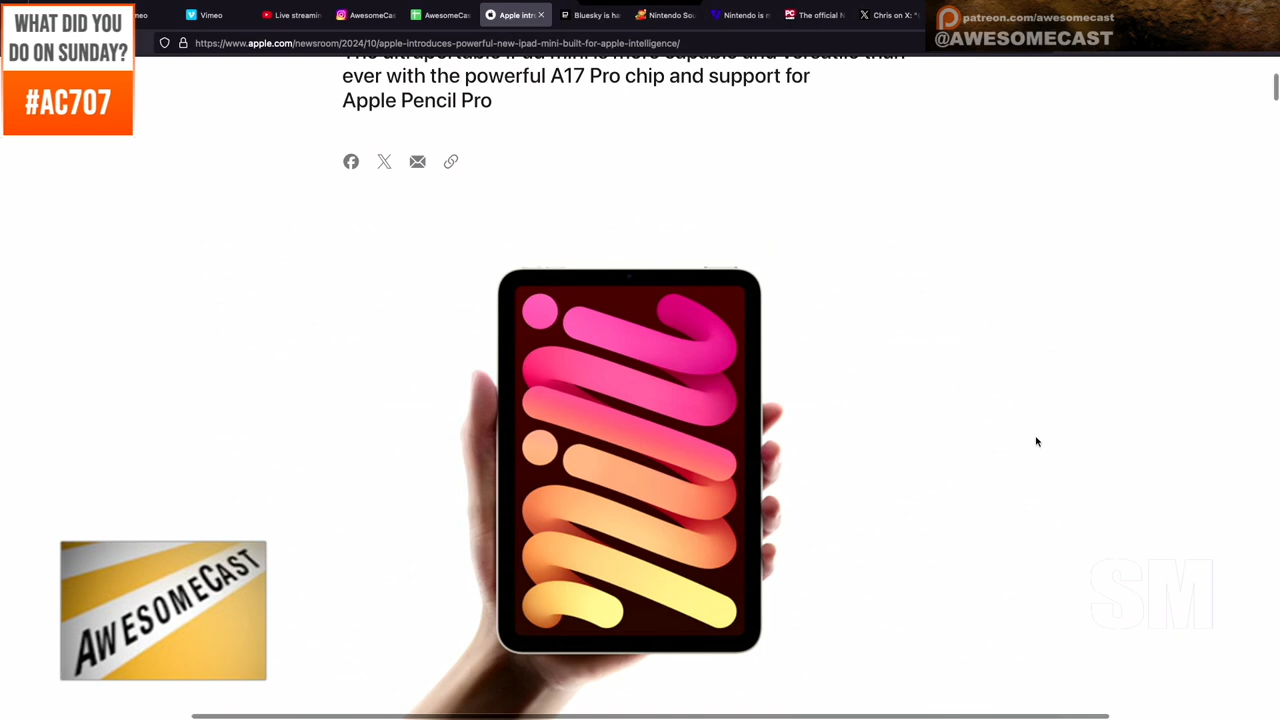 WHAT DID YOU
DO ON SUNDAY?
#AC707
Vimeo
Live streamin
AwesomeCas
AwesomeCas
Apple intr
Bluesky is ha
Nintendo Sou
Nintendo is n
The official N
Chris on X: "
patreon.com/awesomecast
@AWESOMECAST
https://www.apple.com/newsroom/2024/10/apple-introduces-powerful-new-ipad-mini-built-for-apple-intelligence/
ever with the powerful A17 Pro chip and support for
Apple Pencil Pro
AWESOMECAST
SM